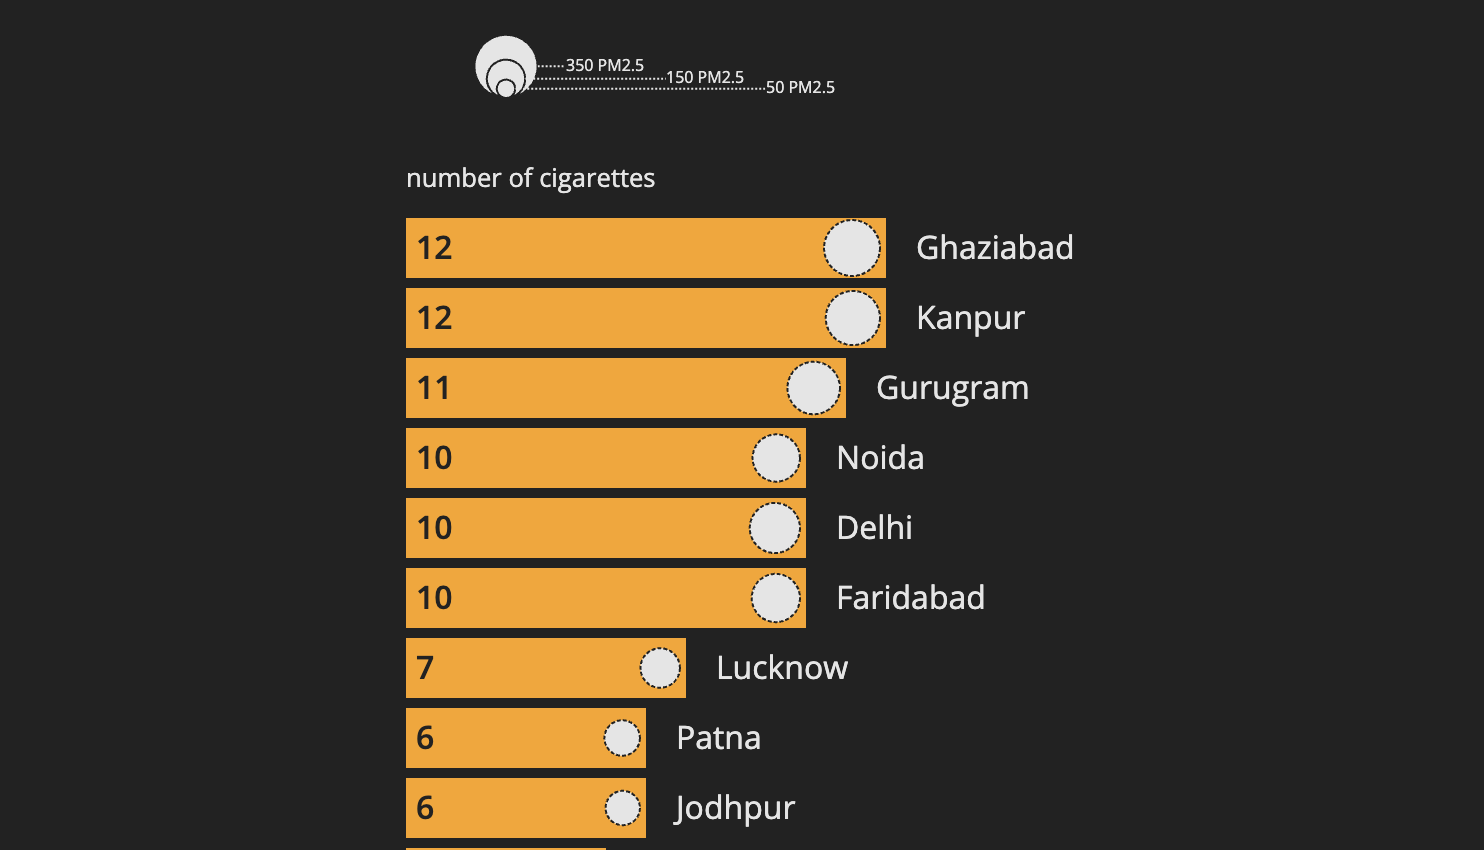 350 PM2.5
150 PM2.5
50 PM2.5
number of cigarettes
12 Ghaziabad
12 Kanpur
11 Gurugram
10 Noida
10 Delhi
10 Faridabad
7 Lucknow
6 Patna
6 Jodhpur